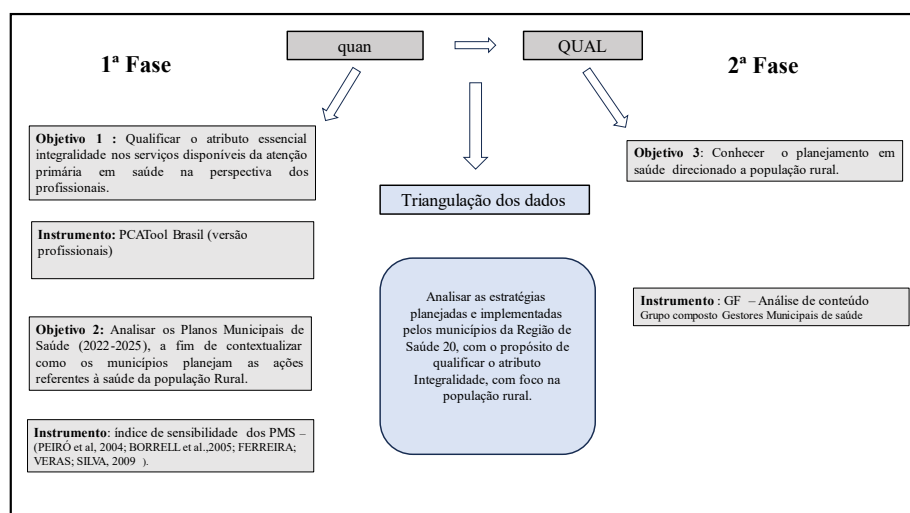 quan
QUAL
1ª Fase
2ª Fase
Objetivo 1 : Qualificar o atributo essencial
integralidade nos serviços disponíveis da atenção
primária em saúde na perspectiva dos
profissionais.
Instrumento: PCATool Brasil (versão
profissionais)
Objetivo 2: Analisar os Planos Municipais de
Saúde (2022-2025), a fim de contextualizar
como os municípios planejam as ações
referentes à saúde da população Rural.
Instrumento: índice de sensibilidade dos PMS –
(PEIRÓ et al, 2004; BORRELL et al.,2005; FERREIRA;
VERAS; SILVA, 2009 ).
Triangulação dos dados
Analisar as estratégias
planejadas e implementadas
pelos municípios da Região de
Saúde 20, com o propósito de
qualificar o atributo
Integralidade, com foco na
população rural.
Objetivo 3: Conhecer o planejamento em
saúde direcionado a população rural.
Instrumento : GF – Análise de conteúdo
Grupo composto Gestores Municipais de saúde